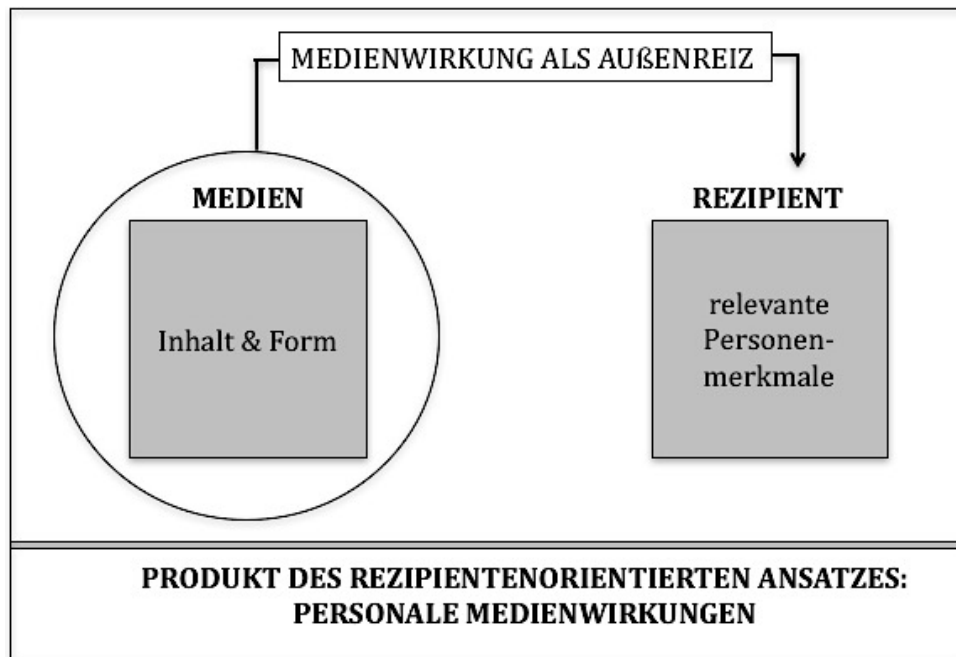 MEDIENWIRKUNG ALS AUßENREIZ
MEDIEN
REZIPIENT
Inhalt & Form
relevante
Personen-
merkmale
PRODUKT DES REZIPIENTENORIENTIERTEN ANSATZES:
PERSONALE MEDIENWIRKUNGEN